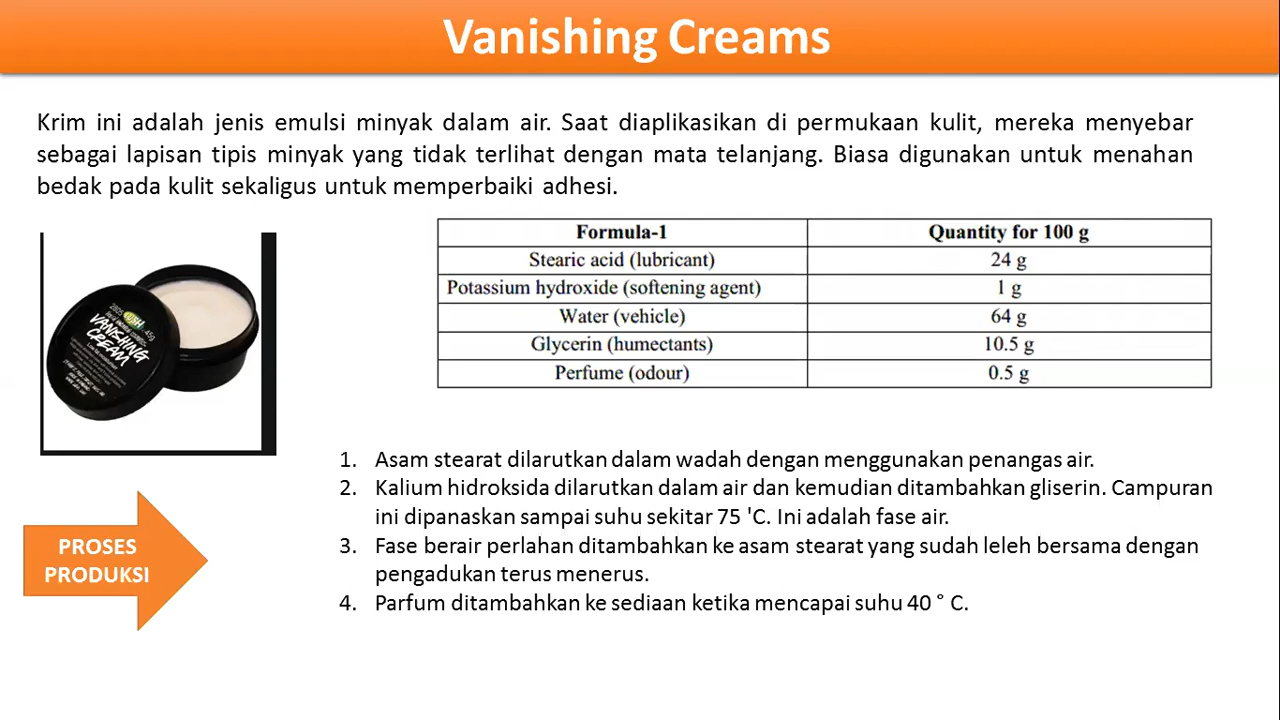 Vanishing Creams
Krim ini adalah jenis emulsi minyak dalam air. Saat diaplikasikan di permukaan kulit, mereka menyebar
sebagai lapisan tipis minyak yang tidak terlihat dengan mata telanjang. Biasa digunakan untuk menahan
bedak pada kulit sekaligus untuk memperbaiki adhesi.
Formula-1 Quantity for 100 g
Stearic acid (lubricant) 24 g
Potassium hydroxide (softening agent) 1 g
Water (vehicle) 64 g
Glycerin (humectants) 10.5 g
Perfume (odour) 0.5 g
LUSH
45g
VANISHING
CREAM
PROSES
PRODUKSI
1. Asam stearat dilarutkan dalam wadah dengan menggunakan penangas air.
2. Kalium hidroksida dilarutkan dalam air dan kemudian ditambahkan gliserin. Campuran
ini dipanaskan sampai suhu sekitar 75 'C. Ini adalah fase air.
3. Fase berair perlahan ditambahkan ke asam stearat yang sudah leleh bersama dengan
pengadukan terus menerus.
4. Parfum ditambahkan ke sediaan ketika mencapai suhu 40 ° C.